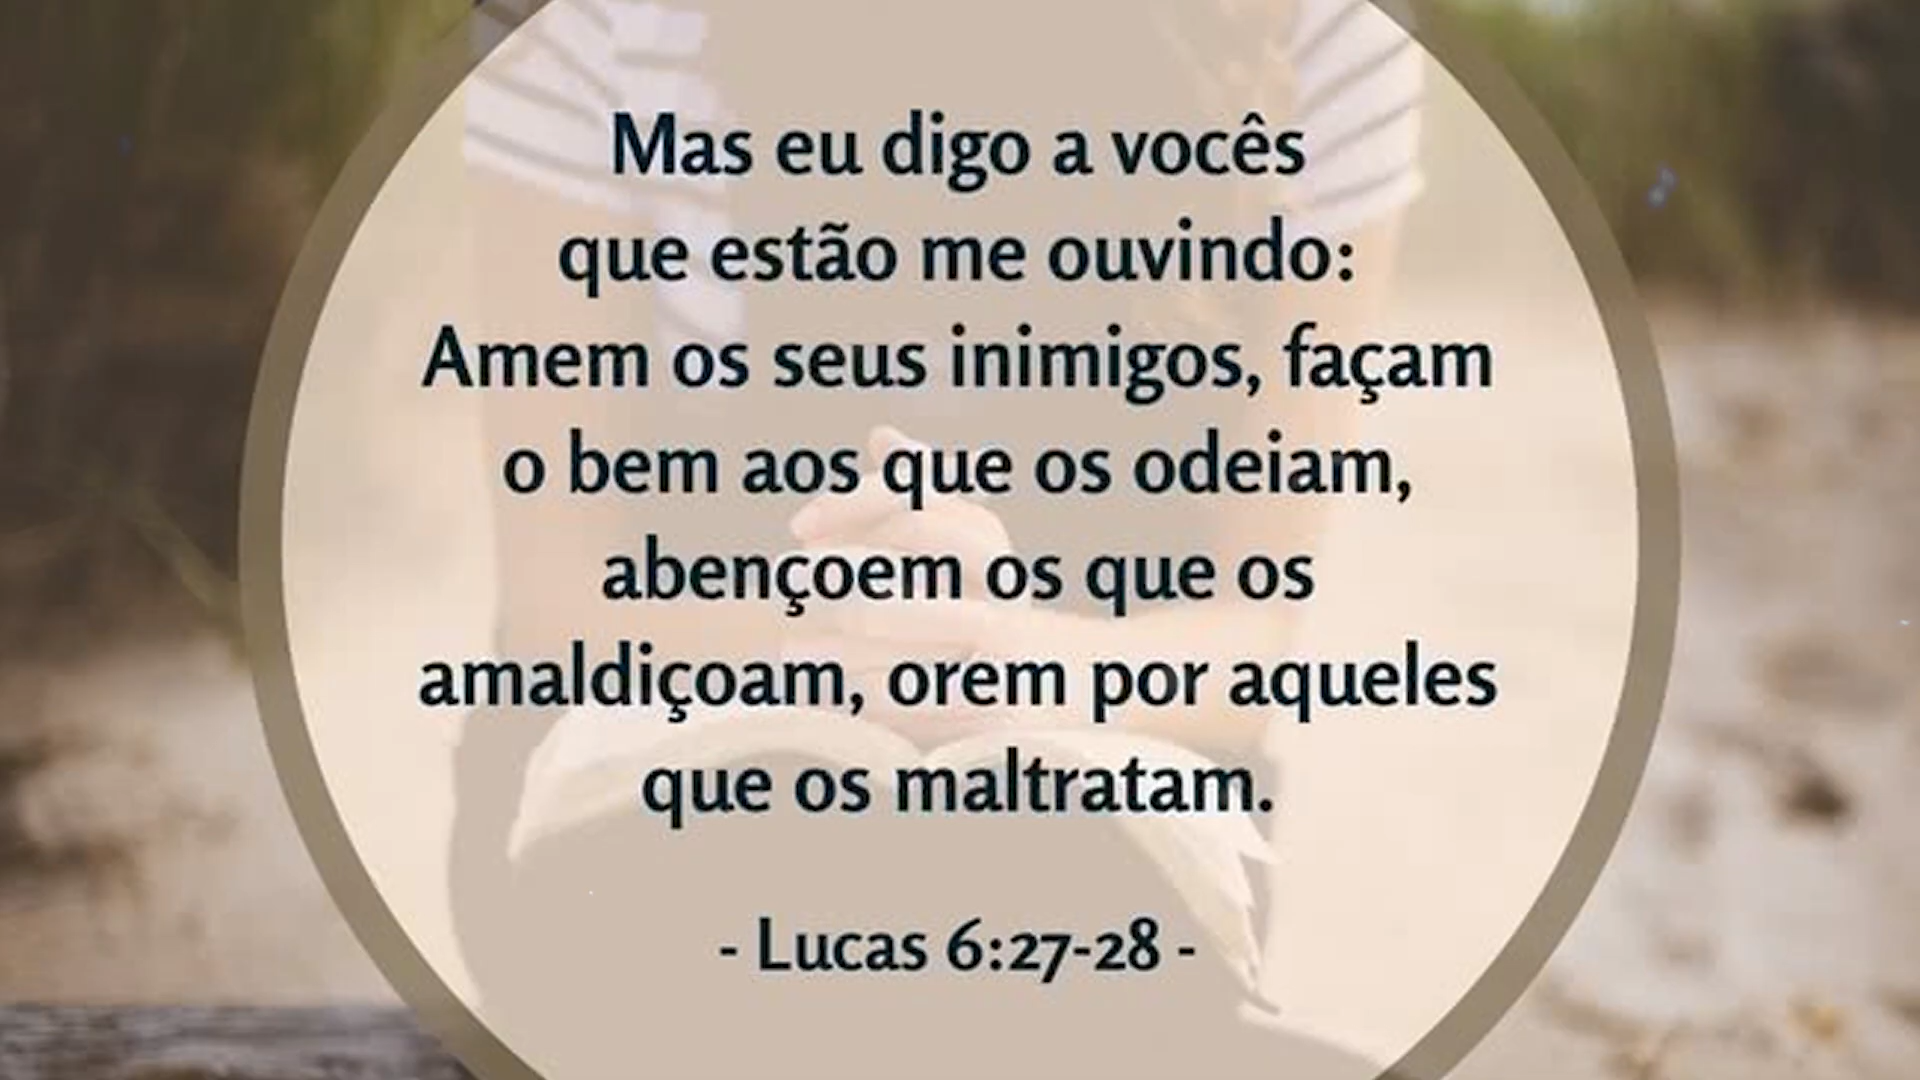 Mas eu digo a vocês
que estão me ouvindo:
Amem os seus inimigos, façam
o bem aos que os odeiam,
abençoem os que os
amaldiçoam, orem por aqueles
que os maltratam.
- Lucas 6:27-28 -